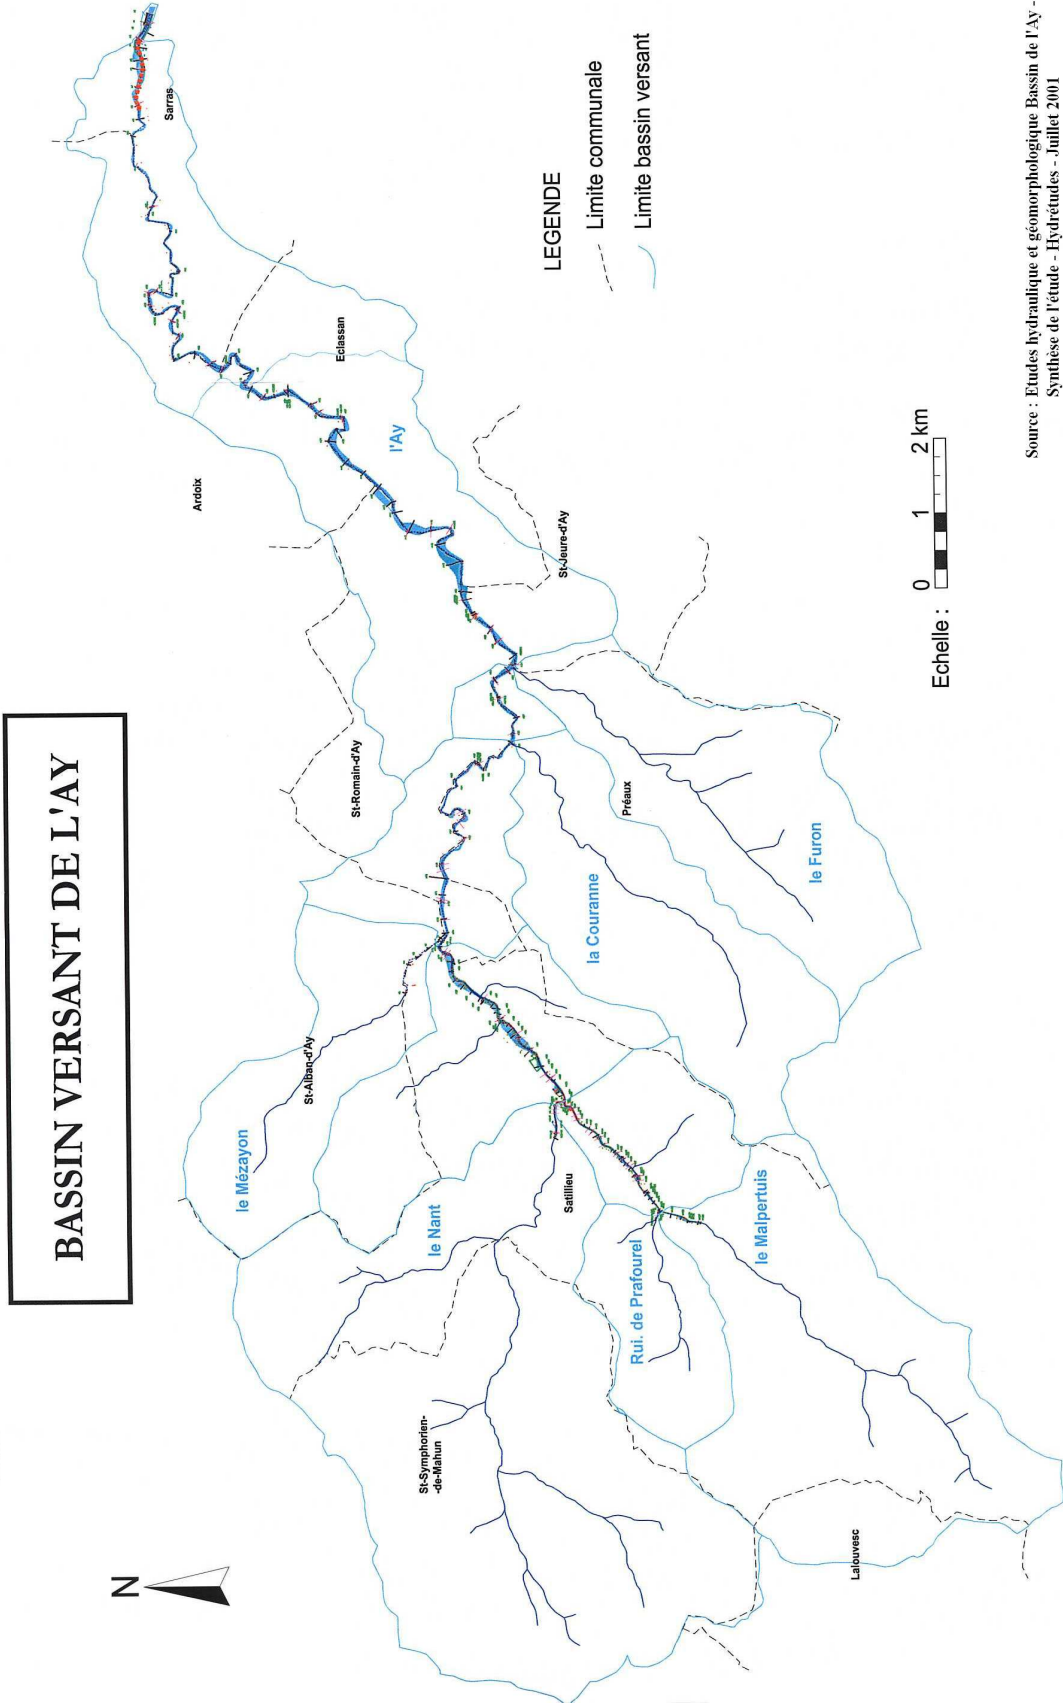 BASSIN VERSANT DE L'AY
N
Sarras
Eclassan
Ardoix
l'Ay
St-Jeure-d'Ay
St-Romain-d'Ay
Préaux
le Furon
la Couranne
St-Alban-d'Ay
le Mézayon
le Nant
Satillieu
Rui. de Prafourel
le Malpertuis
St-Symphorien-
-de-Mahun
Lalouvesc
LEGENDE
Limite communale
Limite bassin versant
Echelle :
0 1 2 km
Source : Etudes hydraulique et géomorphologique Bassin de l'Ay -
Synthèse de l'étude - Hydrétudes - Juillet 2001